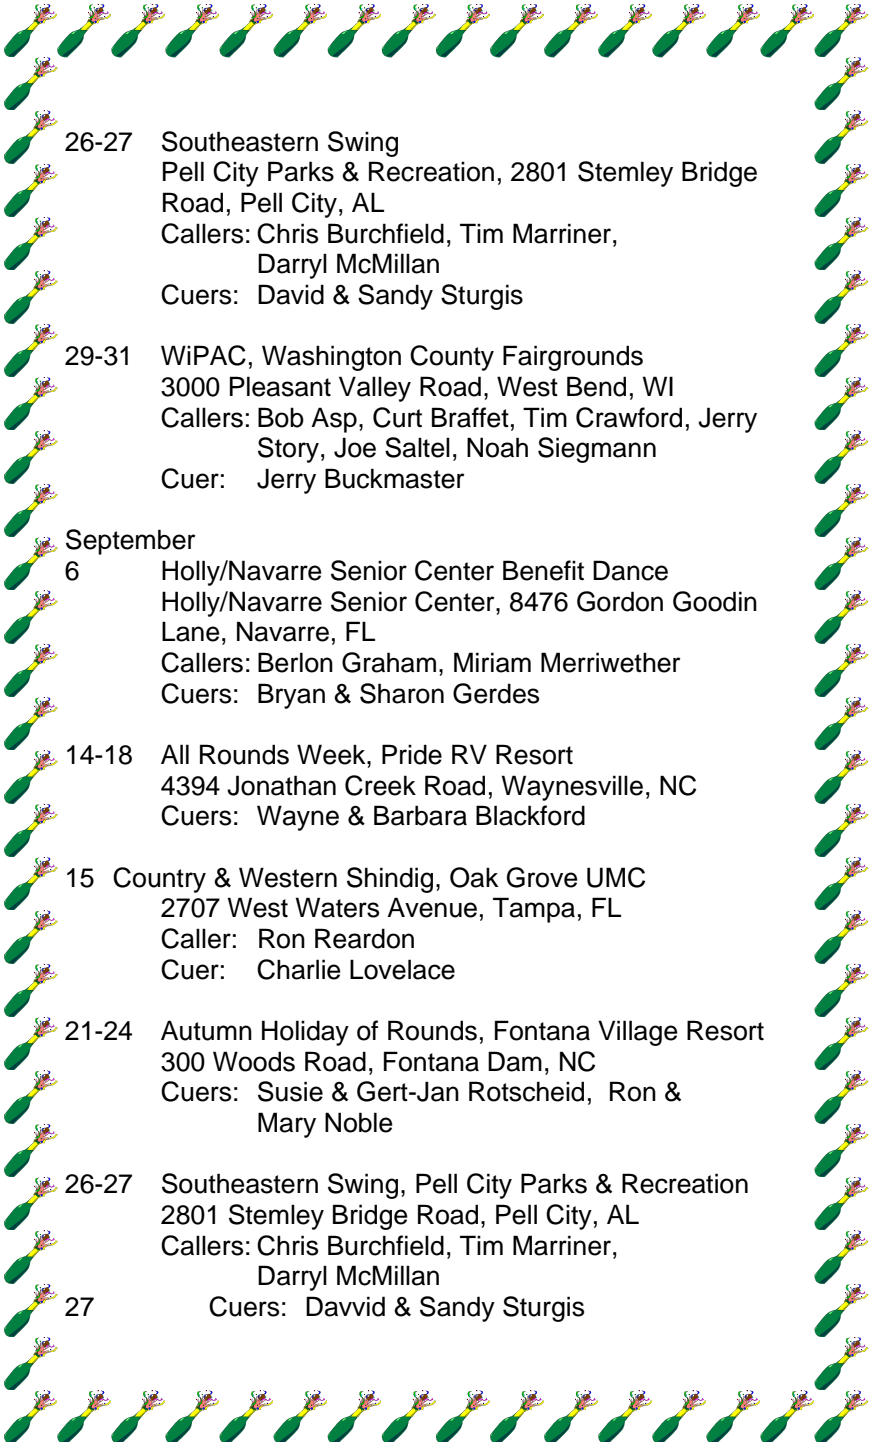 26-27 Southeastern Swing
Pell City Parks & Recreation, 2801 Stemley Bridge
Road, Pell City, AL
Callers: Chris Burchfield, Tim Marriner,
Darryl McMillan
Cuers: David & Sandy Sturgis
29-31 WiPAC, Washington County Fairgrounds
3000 Pleasant Valley Road, West Bend, WI
Callers: Bob Asp, Curt Braffet, Tim Crawford, Jerry
Story, Joe Saltel, Noah Siegmann
Cuer: Jerry Buckmaster
September
6 Holly/Navarre Senior Center Benefit Dance
Holly/Navarre Senior Center, 8476 Gordon Goodin
Lane, Navarre, FL
Callers: Berlon Graham, Miriam Merriwether
Cuers: Bryan & Sharon Gerdes
14-18 All Rounds Week, Pride RV Resort
4394 Jonathan Creek Road, Waynesville, NC
Cuers: Wayne & Barbara Blackford
15 Country & Western Shindig, Oak Grove UMC
2707 West Waters Avenue, Tampa, FL
Caller: Ron Reardon
Cuer: Charlie Lovelace
21-24 Autumn Holiday of Rounds, Fontana Village Resort
300 Woods Road, Fontana Dam, NC
Cuers: Susie & Gert-Jan Rotscheid, Ron &
Mary Noble
26-27 Southeastern Swing, Pell City Parks & Recreation
2801 Stemley Bridge Road, Pell City, AL
Callers: Chris Burchfield, Tim Marriner,
Darryl McMillan
27 Cuers: Davvid & Sandy Sturgis